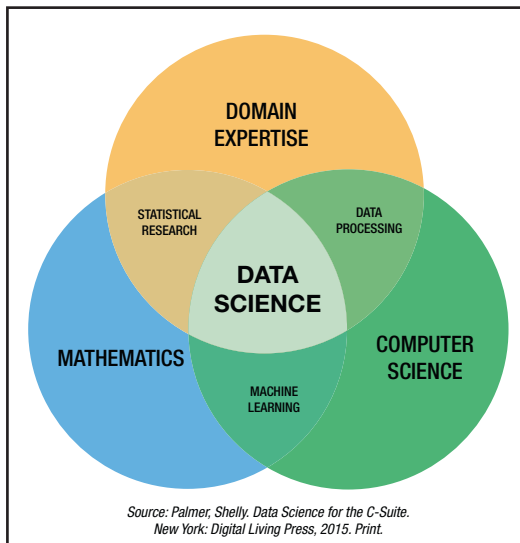 DOMAIN
EXPERTISE
STATISTICAL
RESEARCH
DATA
PROCESSING
DATA
SCIENCE
MATHEMATICS
COMPUTER
SCIENCE
MACHINE
LEARNING
Source: Palmer, Shelly. Data Science for the C-Suite.
New York: Digital Living Press, 2015. Print.